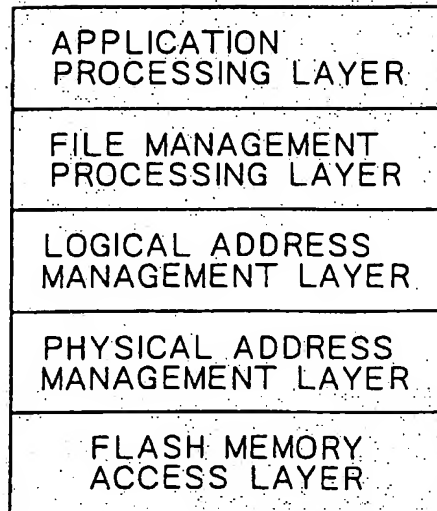 APPLICATION
PROCESSING LAYER
FILE MANAGEMENT
PROCESSING LAYER
LOGICAL ADDRESS
MANAGEMENT LAYER
PHYSICAL ADDRESS
MANAGEMENT LAYER
FLASH MEMORY
ACCESS LAYER